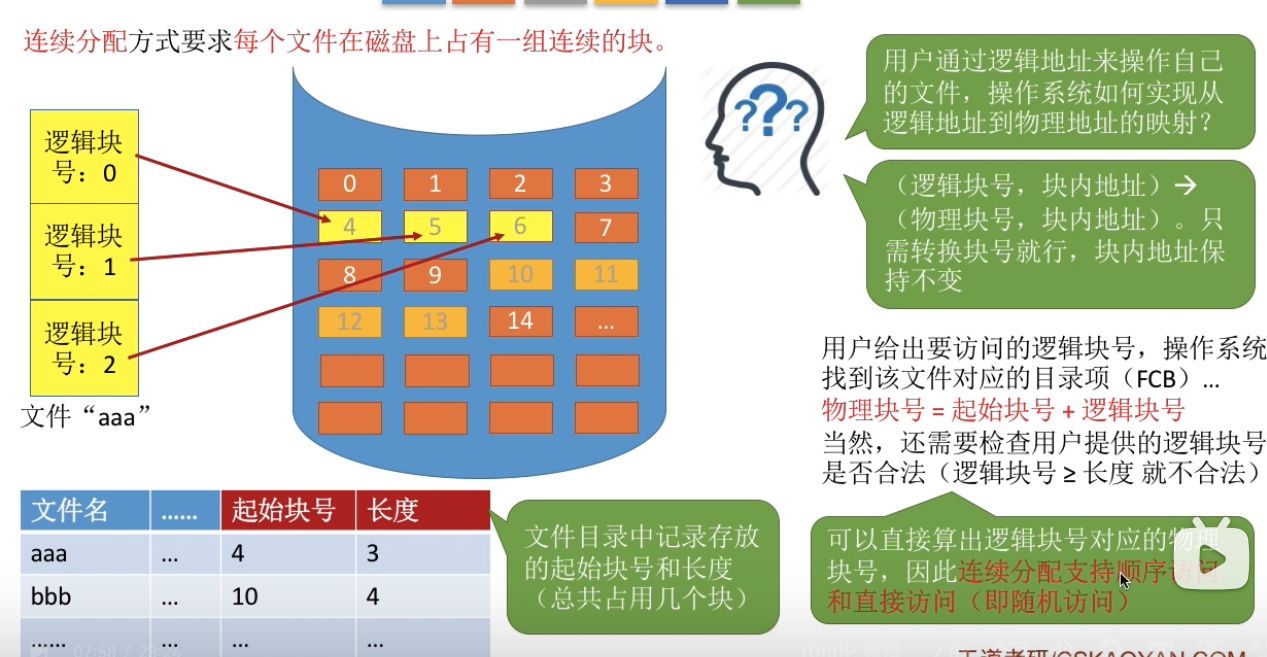 连续分配方式要求每个文件在磁盘上占有一组连续的块。
逻辑块
号：0
逻辑块
号：1
逻辑块
号：2
文件“aaa”
0 1 2 3
4 5 6 7
8 9 10 11
12 13 14 ...
???
用户通过逻辑地址来操作自己
的文件，操作系统如何实现从
逻辑地址到物理地址的映射？
（逻辑块号，块内地址）→
（物理块号，块内地址）。只
需转换块号就行，块内地址保
持不变
用户给出要访问的逻辑块号，操作系统
找到该文件对应的目录项（FCB）...
物理块号 = 起始块号 + 逻辑块号
当然，还需要检查用户提供的逻辑块号
是否合法（逻辑块号 ≥ 长度 就不合法）
可以直接算出逻辑块号对应的物理
块号，因此连续分配支持顺序访问
和直接访问（即随机访问）
文件名 …… 起始块号 长度
aaa ... 4 3
bbb ... 10 4
...... ... ... ...
文件目录中记录存放
的起始块号和长度
（总共占用几个块）
1080P 高清
王道考研/CSKAOYAN.COM